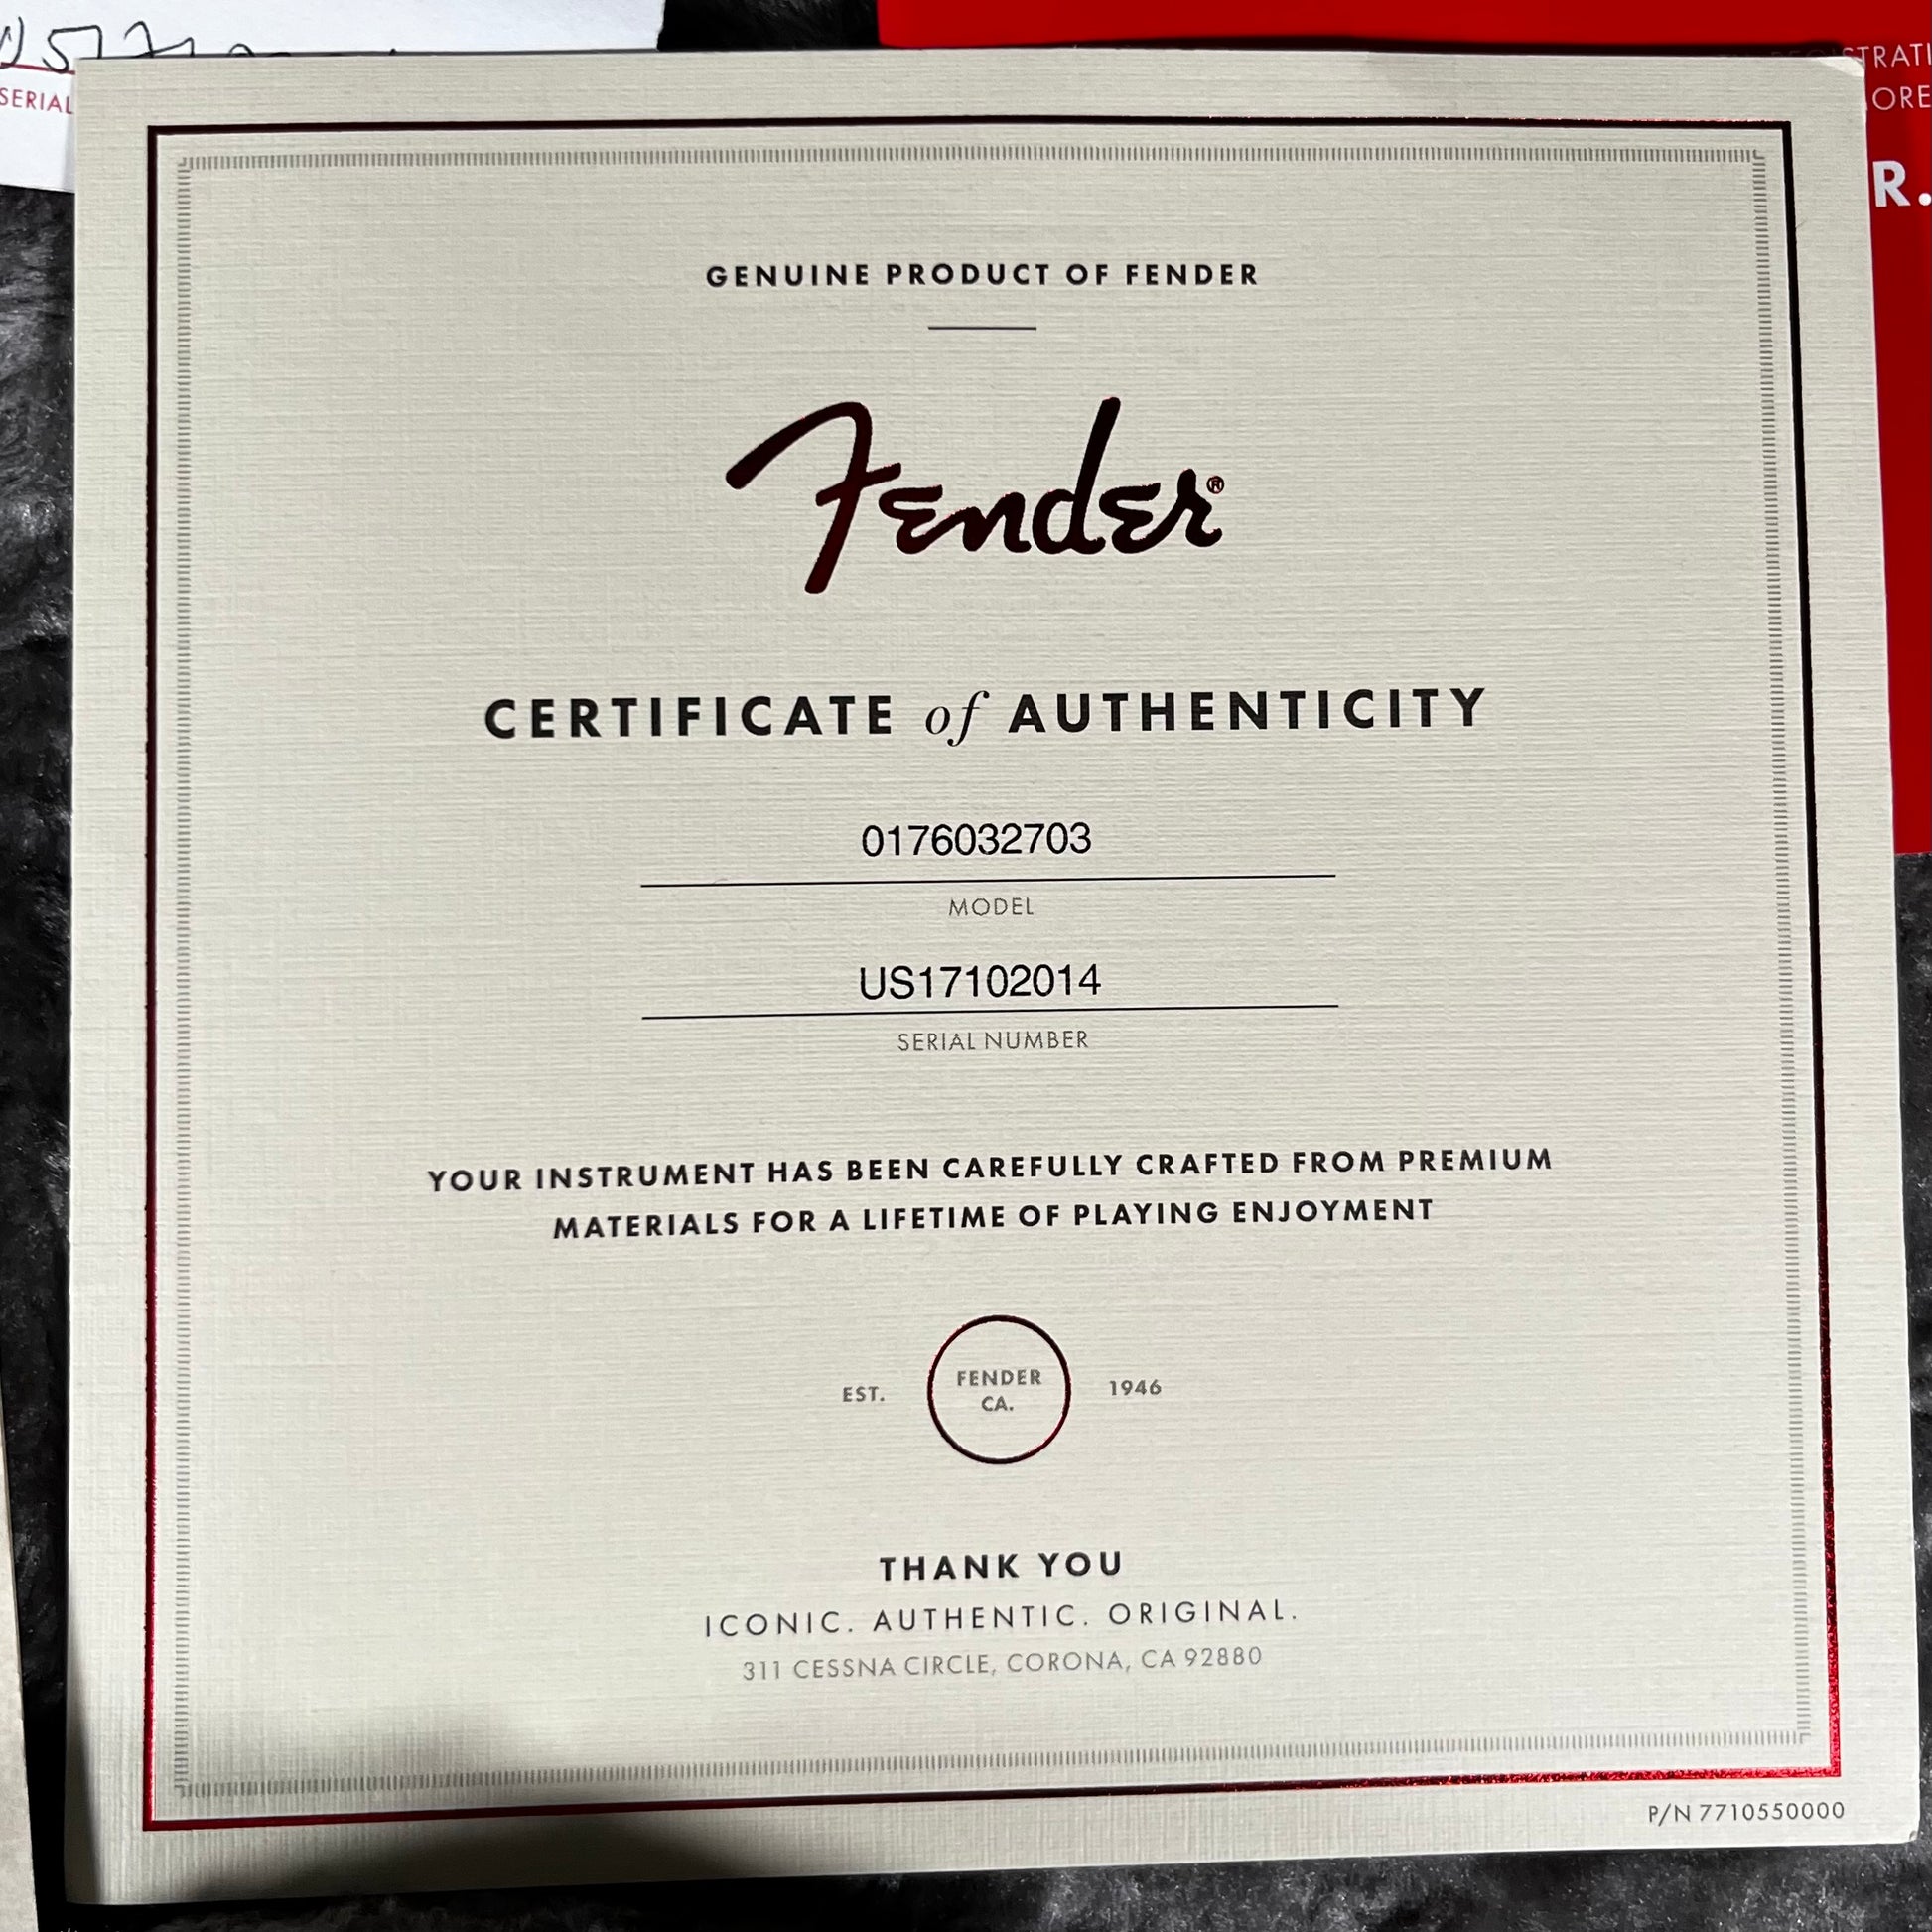 SERIAL
R.
GENUINE PRODUCT OF FENDER
Fender®
CERTIFICATE of AUTHENTICITY
0176032703
MODEL
US17102014
SERIAL NUMBER
YOUR INSTRUMENT HAS BEEN CAREFULLY CRAFTED FROM PREMIUM
MATERIALS FOR A LIFETIME OF PLAYING ENJOYMENT
EST. FENDER CA. 1946
THANK YOU
ICONIC. AUTHENTIC. ORIGINAL.
311 CESSNA CIRCLE, CORONA, CA 92880
P/N 7710550000